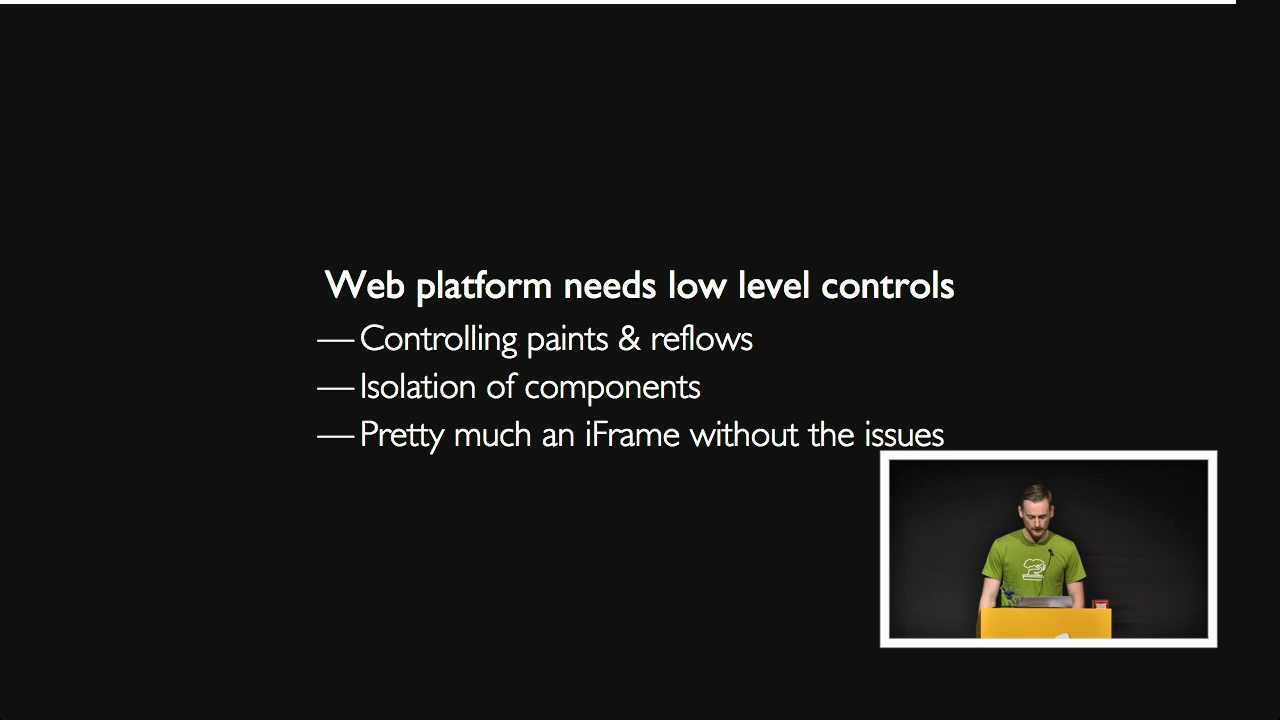 Web platform needs low level controls
— Controlling paints & reflows
— Isolation of components
— Pretty much an iFrame without the issues